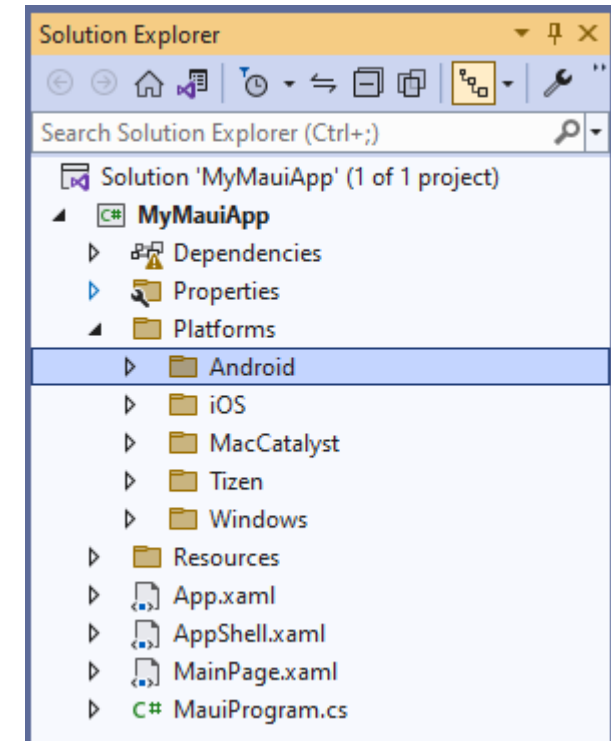 Solution Explorer
Search Solution Explorer (Ctrl+;)
Solution 'MyMauiApp' (1 of 1 project)
C# MyMauiApp
Dependencies
Properties
Platforms
Android
iOS
MacCatalyst
Tizen
Windows
Resources
App.xaml
AppShell.xaml
MainPage.xaml
C# MauiProgram.cs